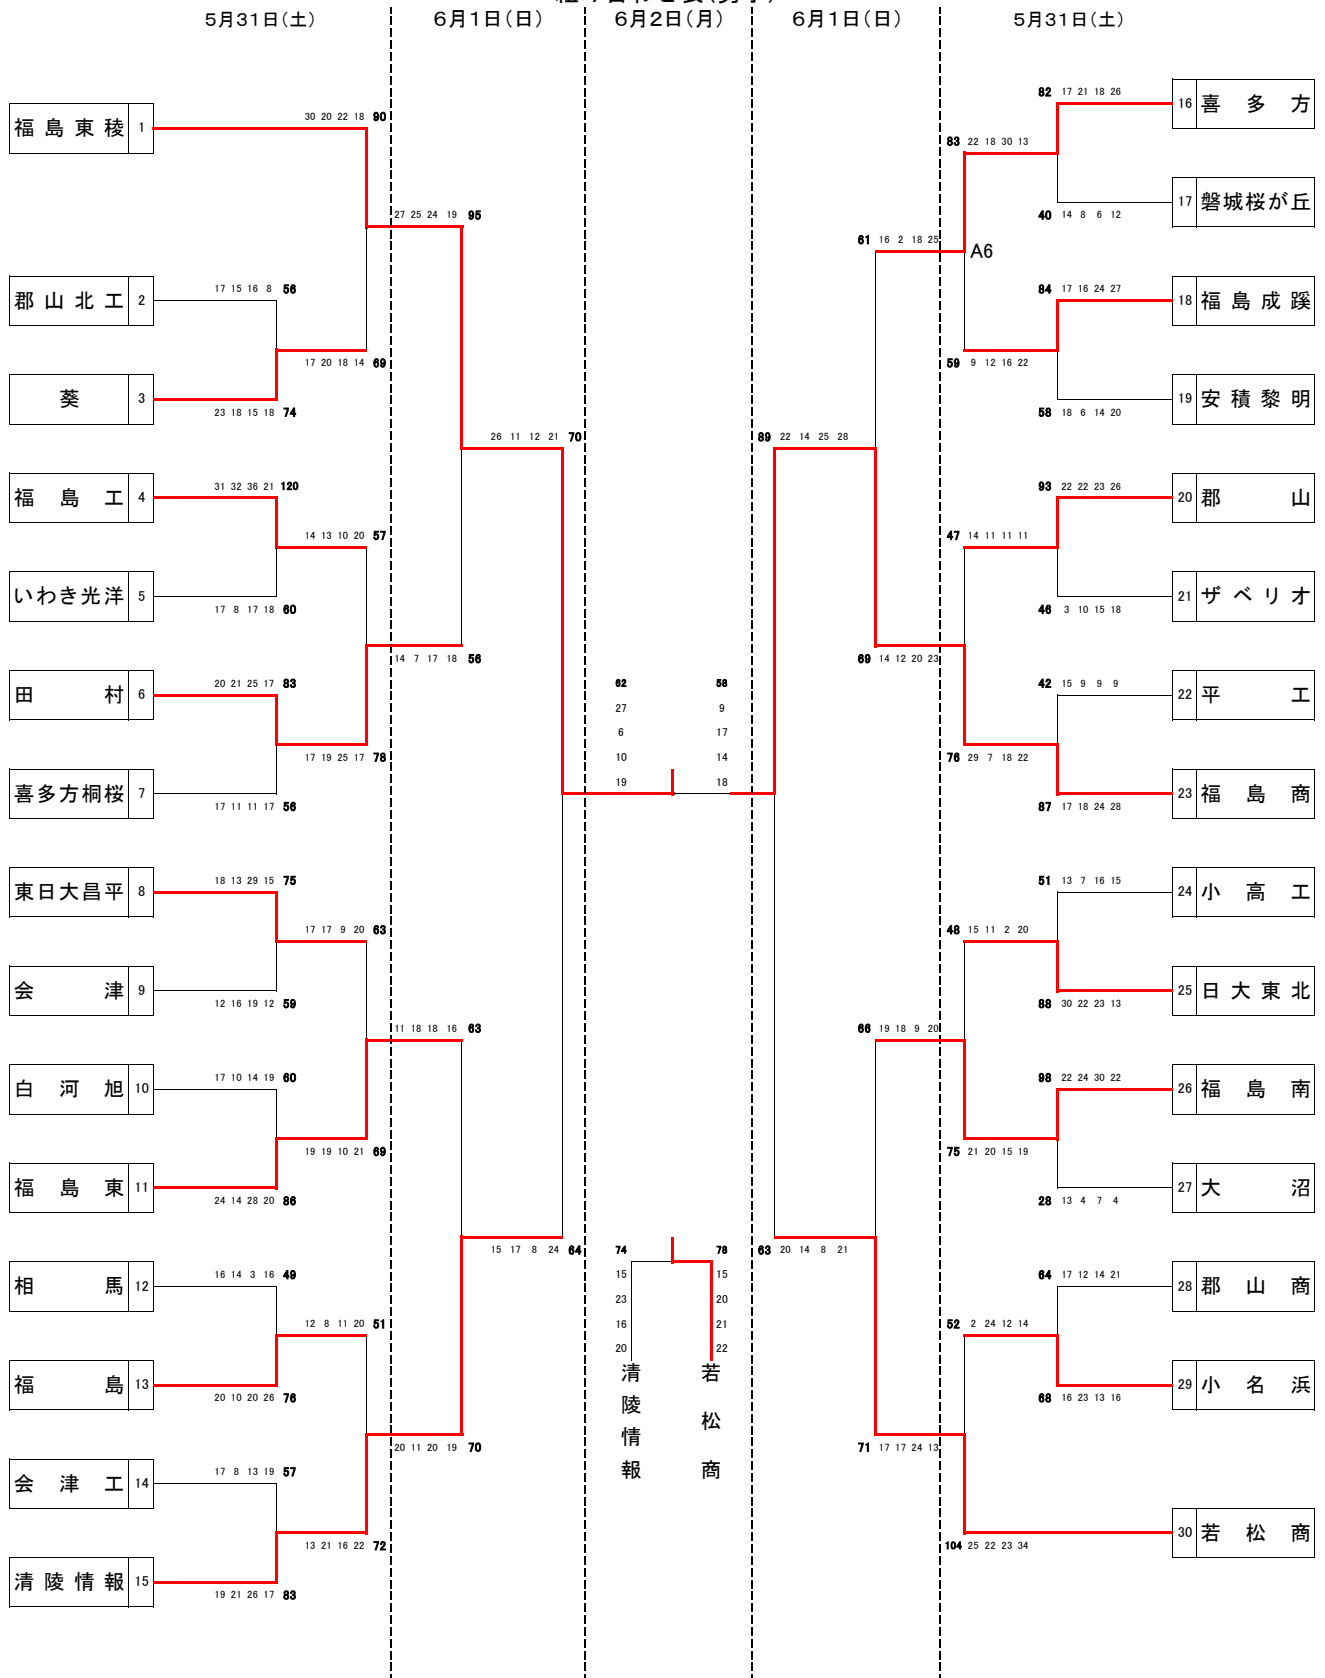 組み合わせ表(男子)
5月31日(土) 6月1日(日) 6月2日(月) 6月1日(日) 5月31日(土)
福島東稜 1
30 20 22 18 90
27 25 24 19 95
郡山北工 2
17 15 16 8 56
17 20 18 14 69
葵 3
23 18 15 18 74
26 11 12 21 70
福島工 4
31 32 36 21 120
14 13 10 20 57
いわき光洋 5
17 8 17 18 60
14 7 17 18 56
田村 6
20 21 25 17 83
17 19 25 17 78
喜多方桐桜 7
17 11 11 17 56
東日大昌平 8
18 13 29 15 75
17 17 9 20 63
会津 9
12 16 19 12 59
11 18 18 16 63
白河旭 10
17 10 14 19 60
19 19 10 21 69
福島東 11
24 14 28 20 86
15 17 8 24 64
相馬 12
16 14 3 16 49
12 8 11 20 51
福島 13
20 10 20 26 76
20 11 20 19 70
会津工 14
17 8 13 19 57
13 21 16 22 72
清陵情報 15
19 21 26 17 83
62 58
27 9
6 17
10 14
19 18
74 78
15 15
23 20
16 21
20 22
清陵情報
若松商
82 17 21 18 26
16 喜多方
83 22 18 30 13
17 磐城桜が丘
40 14 8 6 12
61 16 2 18 25
A6
84 17 16 24 27
18 福島成蹊
59 9 12 16 22
19 安積黎明
58 18 6 14 20
89 22 14 25 28
93 22 22 23 26
20 郡山
47 14 11 11 11
21 ザベリオ
46 3 10 15 18
69 14 12 20 23
42 15 9 9 9
22 平工
76 29 7 18 22
23 福島商
87 17 18 24 28
51 13 7 16 15
24 小高工
48 15 11 2 20
25 日大東北
88 30 22 23 13
66 19 18 9 20
98 22 24 30 22
26 福島南
75 21 20 15 19
27 大沼
28 13 4 7 4
63 20 14 8 21
64 17 12 14 21
28 郡山商
52 2 24 12 14
29 小名浜
68 16 23 13 16
71 17 17 24 13
30 若松商
104 25 22 23 34